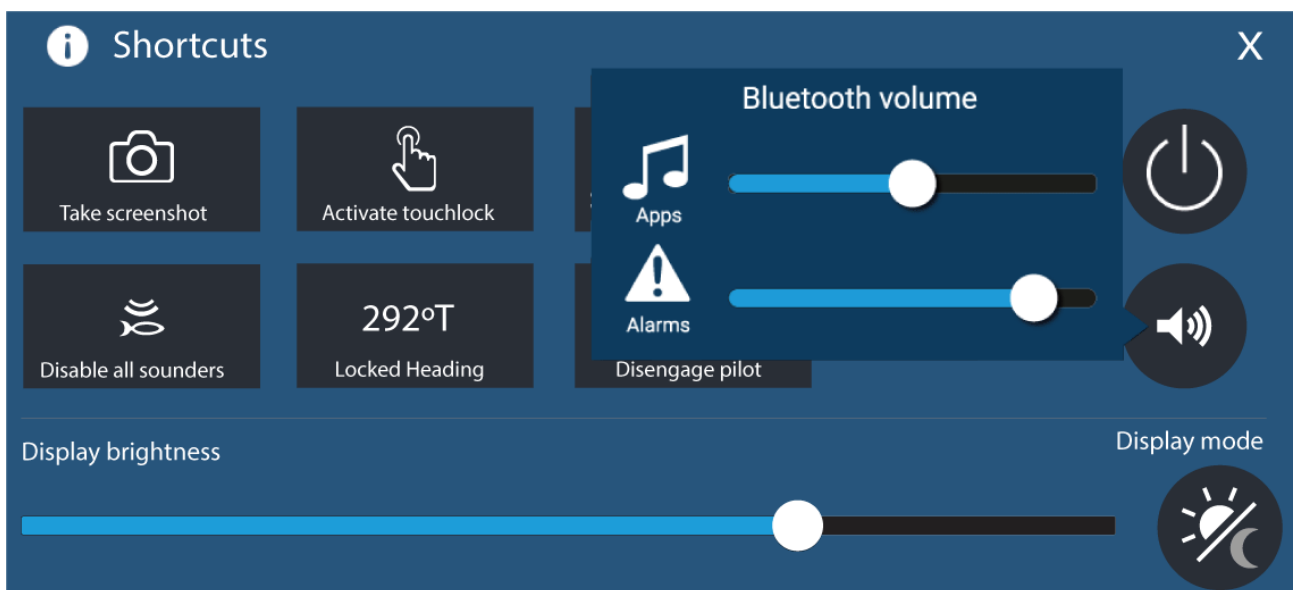 Shortcuts
X
Bluetooth volume
Apps
Take screenshot
Activate touchlock
Alarms
292ºT
Disable all sounders
Locked Heading
Disengage pilot
Display brightness
Display mode